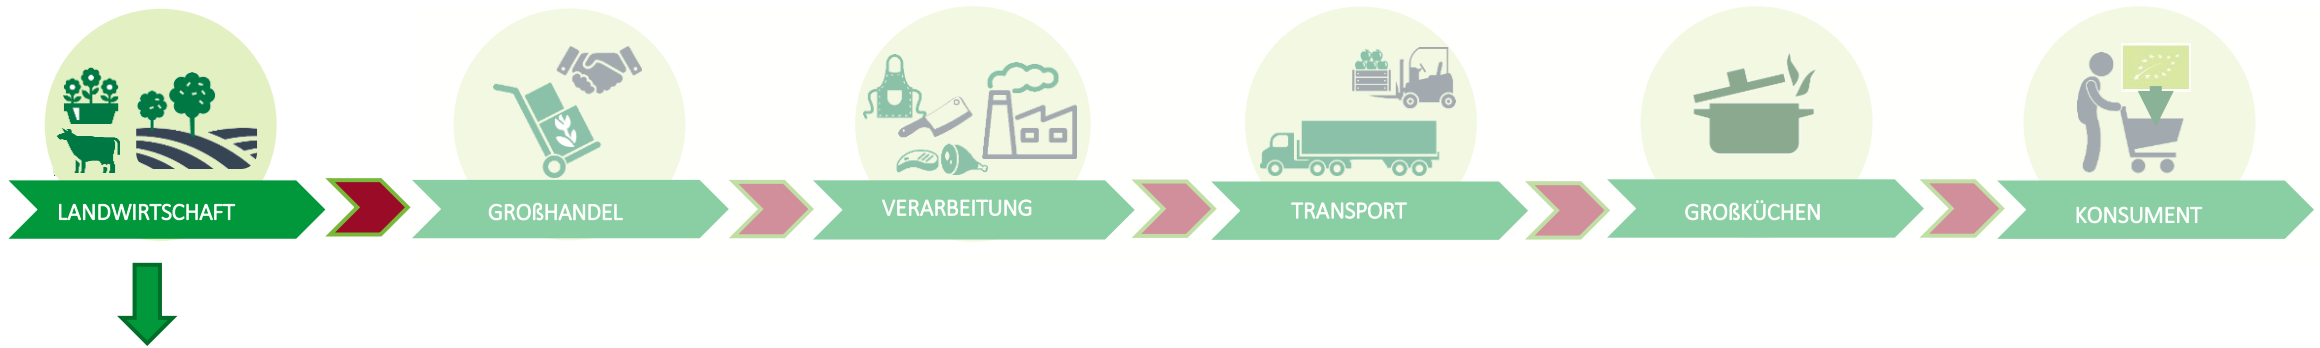 LANDWIRTSCHAFT
GROßHANDEL
VERARBEITUNG
TRANSPORT
GROßKÜCHEN
KONSUMENT